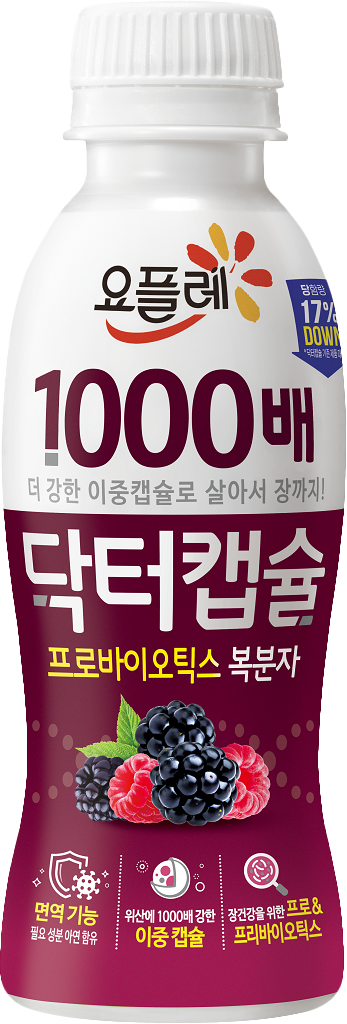 요플레
당함량
17%
DOWN
1000배
더 강한 이중캡슐로 살아서 장까지!
닥터캡슐
프로바이오틱스 복분자
면역 기능
필요 성분 아연 함유
위산에 1000배 강한
이중 캡슐
장건강을 위한 프로&
프리바이오틱스